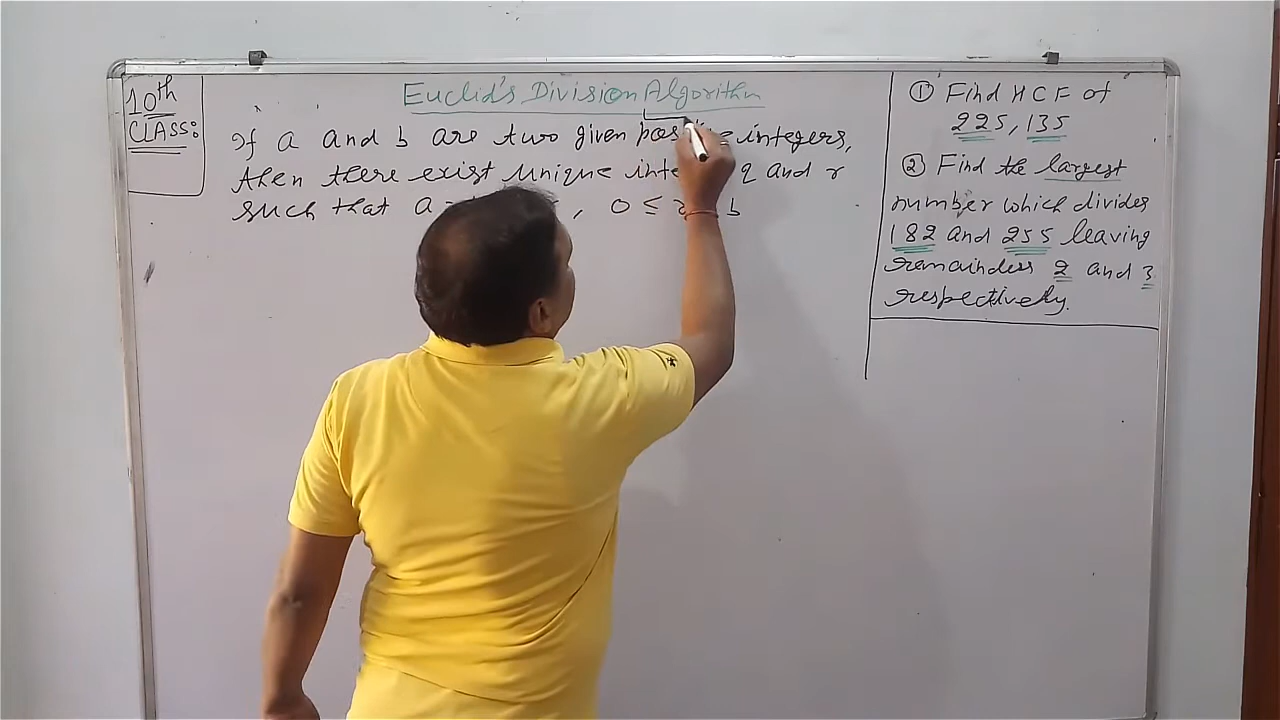 10th
CLASS:
Euclid's Division Algorithm
If a and b are two given integers,
then there exist unique q and r
such that a , 0 ≤ b
① Find HCF of
225, 135
② Find the largest
number which divides
182 and 255 leaving
remainders 2 and 3
respectively.